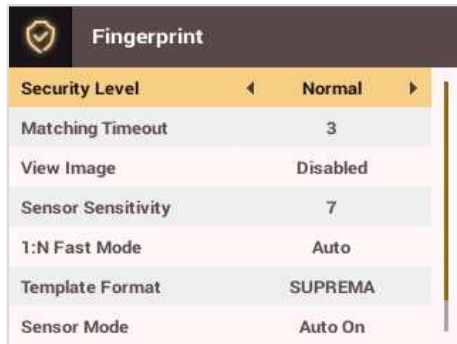 Fingerprint
Security Level Normal
Matching Timeout 3
View Image Disabled
Sensor Sensitivity 7
1:N Fast Mode Auto
Template Format SUPREMA
Sensor Mode Auto On